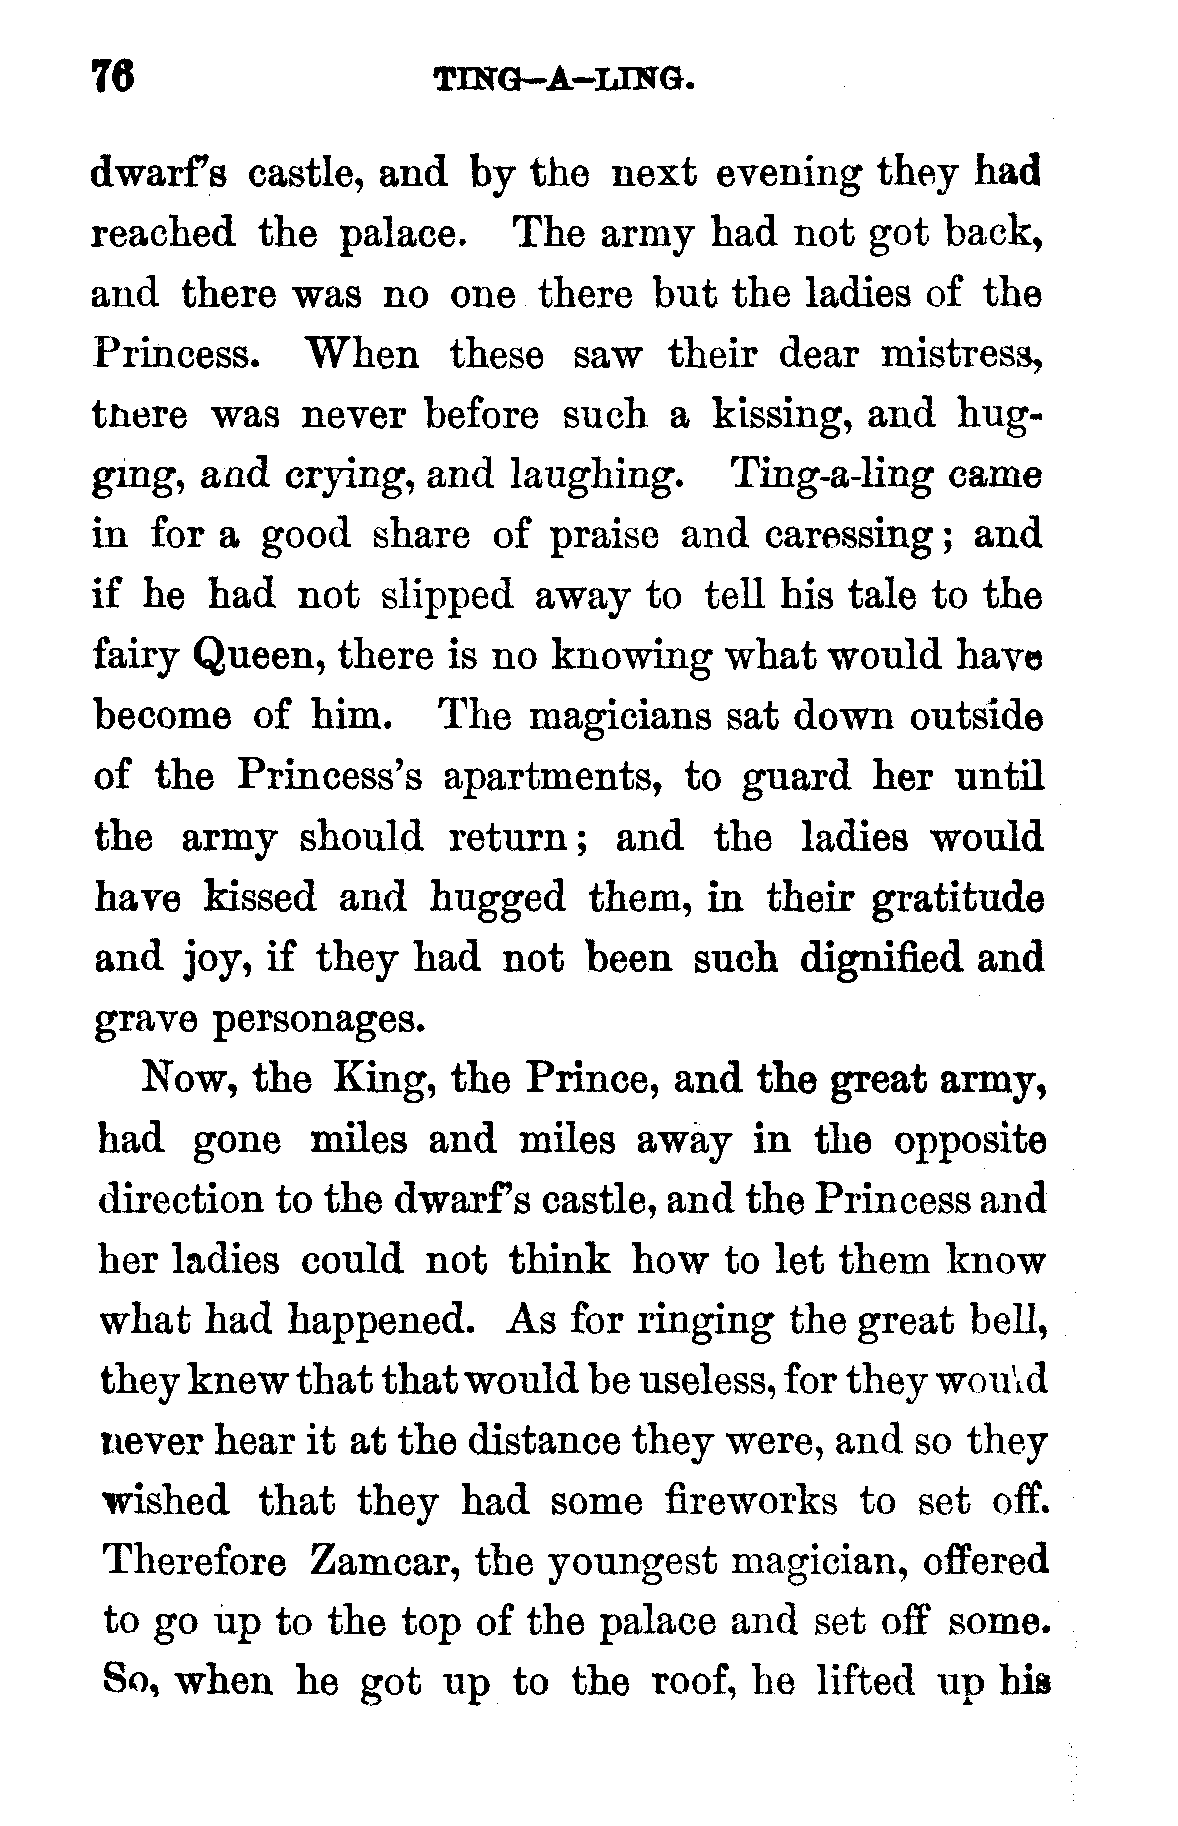 76 TING-A-LING.
dwarf's castle, and by the next evening they had
reached the palace. The army had not got back,
and there was no one there but the ladies of the
Princess. When these saw their dear mistress,
there was never before such a kissing, and hug-
ging, and crying, and laughing. Ting-a-ling came
in for a good share of praise and caressing; and
if he had not slipped away to tell his tale to the
fairy Queen, there is no knowing what would have
become of him. The magicians sat down outside
of the Princess's apartments, to guard her until
the army should return; and the ladies would
have kissed and hugged them, in their gratitude
and joy, if they had not been such dignified and
grave personages.
Now, the King, the Prince, and the great army,
had gone miles and miles away in the opposite
direction to the dwarf's castle, and the Princess and
her ladies could not think how to let them know
what had happened. As for ringing the great bell,
they knew that that would be useless, for they would
never hear it at the distance they were, and so they
wished that they had some fireworks to set off.
Therefore Zamcar, the youngest magician, offered
to go up to the top of the palace and set off some.
So, when he got up to the roof, he lifted up his